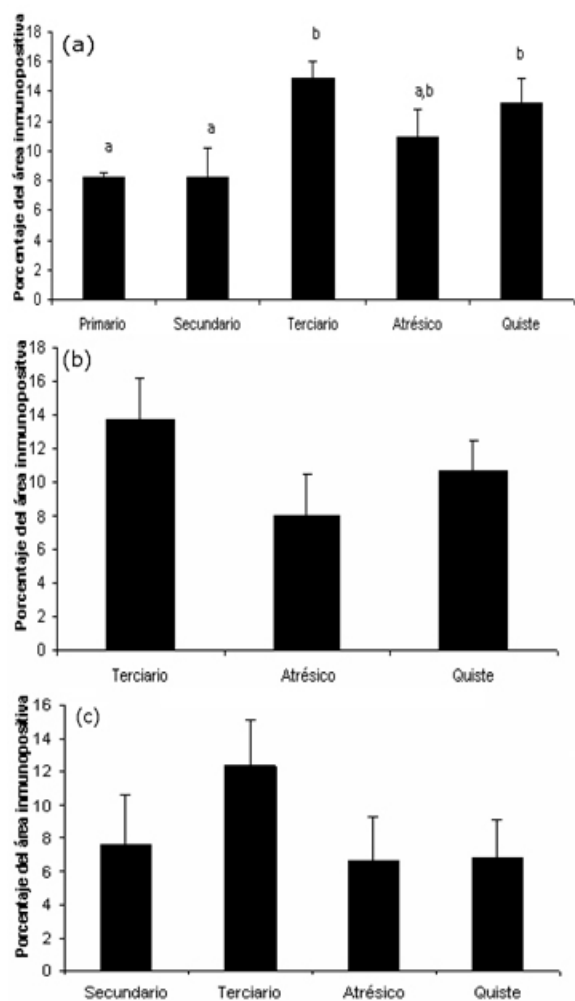 (a)
Porcentaje del área inmunopositiva
18
16
14
12
10
8
6
4
2
0
a
a
b
a,b
b
Primario Secundario Terciario Atrésico Quiste
(b)
Porcentaje del área inmunopositva
18
16
14
12
10
8
6
4
2
0
Terciario Atrésico Quiste
(c)
Porcentaje del área inmunopositiva
16
14
12
10
8
6
4
2
0
Secundario Terciario Atrésico Quiste